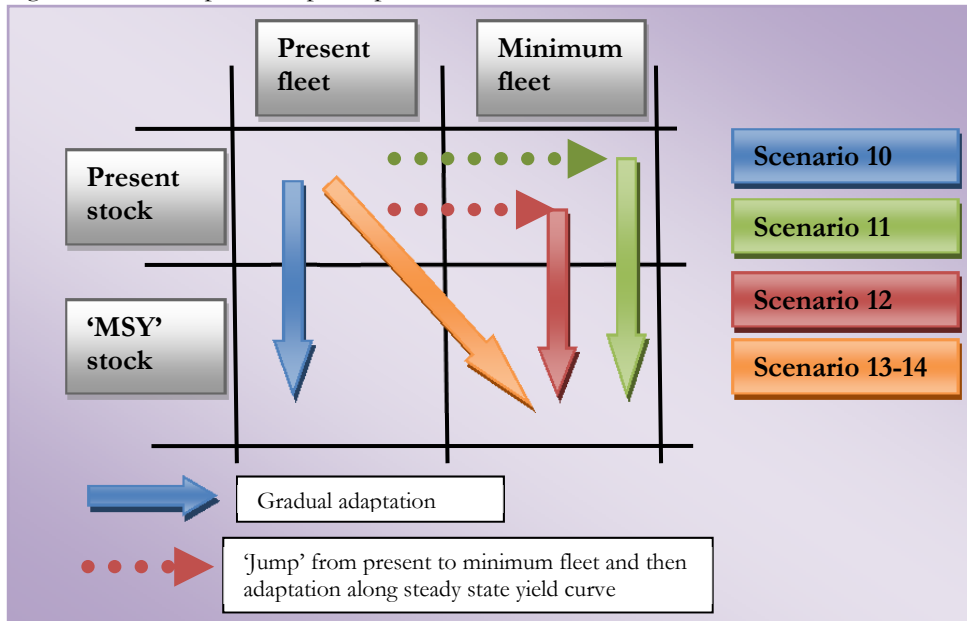 Present
fleet
Minimum
fleet
Present
stock
‘MSY’
stock
Scenario 10
Scenario 11
Scenario 12
Scenario 13-14
Gradual adaptation
‘Jump’ from present to minimum fleet and then
adaptation along steady state yield curve